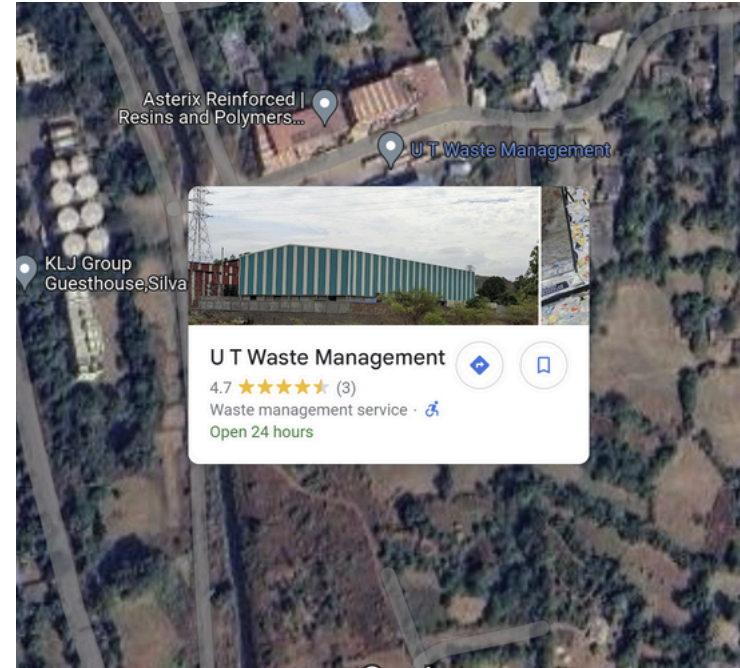 Asterix Reinforced |
Resins and Polymers...
U T Waste Management
KLJ Group
Guesthouse,Silva
U T Waste Management
4.7 (3)
Waste management service ·
Open 24 hours